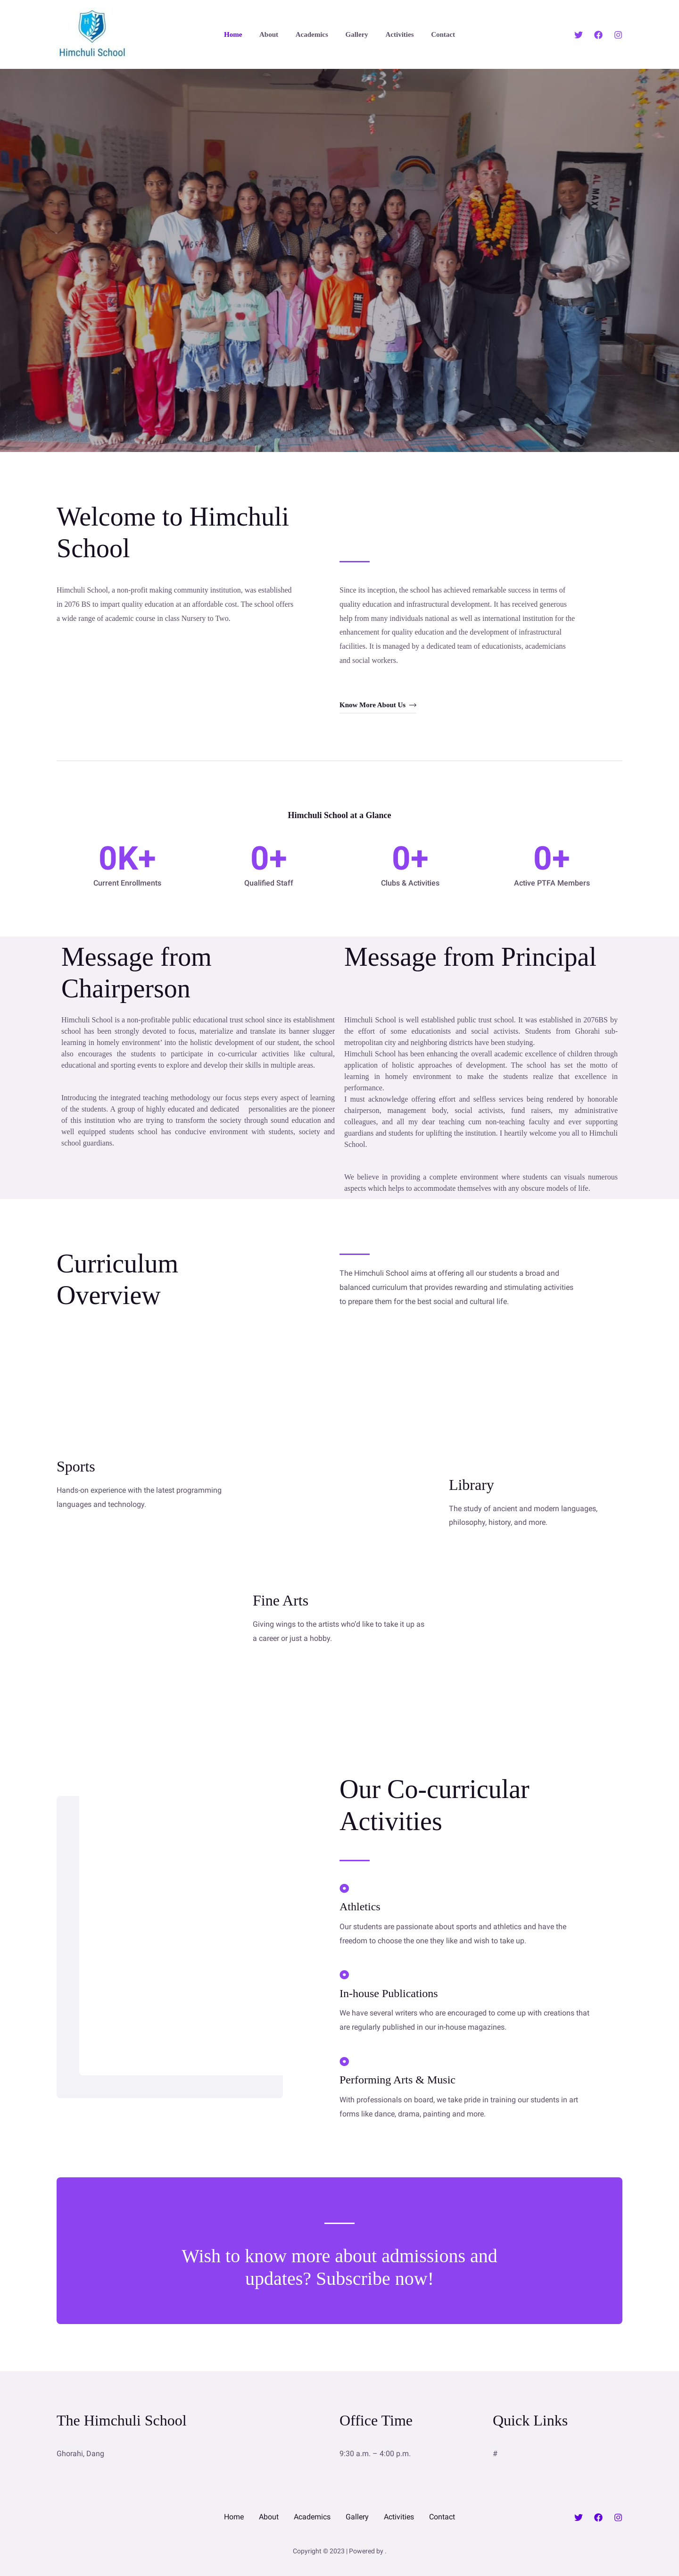 Himchuli School
Home About Academics Gallery Activities Contact
Welcome to Himchuli
School
Himchuli School, a non-profit making community institution, was established
in 2076 BS to impart quality education at an affordable cost. The school offers
a wide range of academic course in class Nursery to Two.
Since its inception, the school has achieved remarkable success in terms of
quality education and infrastructural development. It has received generous
help from many individuals national as well as international institution for the
enhancement for quality education and the development of infrastructural
facilities. It is managed by a dedicated team of educationists, academicians
and social workers.
Know More About Us →
Himchuli School at a Glance
0K+
Current Enrollments
0+
Qualified Staff
0+
Clubs & Activities
0+
Active PTFA Members
Message from
Chairperson
Himchuli School is a non-profitable public educational trust school since its establishment
school has been strongly devoted to focus, materialize and translate its banner slugger
learning in homely environment’ into the holistic development of our student, the school
also encourages the students to participate in co-curricular activities like cultural,
educational and sporting events to explore and develop their skills in multiple areas.
Introducing the integrated teaching methodology our focus steps every aspect of learning
of the students. A group of highly educated and dedicated personalities are the pioneer
of this institution who are trying to transform the society through sound education and
well equipped students school has conducive environment with students, society and
school guardians.
Message from Principal
Himchuli School is well established public trust school. It was established in 2076BS by
the effort of some educationists and social activists. Students from Ghorahi sub-
metropolitan city and neighboring districts have been studying.
Himchuli School has been enhancing the overall academic excellence of children through
application of holistic approaches of development. The school has set the motto of
learning in homely environment to make the students realize that excellence in
performance.
I must acknowledge offering effort and selfless services being rendered by honorable
chairperson, management body, social activists, fund raisers, my administrative
colleagues, and all my dear teaching cum non-teaching faculty and ever supporting
guardians and students for uplifting the institution. I heartily welcome you all to Himchuli
School.
We believe in providing a complete environment where students can visuals numerous
aspects which helps to accommodate themselves with any obscure models of life.
Curriculum
Overview
The Himchuli School aims at offering all our students a broad and
balanced curriculum that provides rewarding and stimulating activities
to prepare them for the best social and cultural life.
Sports
Hands-on experience with the latest programming
languages and technology.
Library
The study of ancient and modern languages,
philosophy, history, and more.
Fine Arts
Giving wings to the artists who’d like to take it up as
a career or just a hobby.
Our Co-curricular
Activities
Athletics
Our students are passionate about sports and athletics and have the
freedom to choose the one they like and wish to take up.
In-house Publications
We have several writers who are encouraged to come up with creations that
are regularly published in our in-house magazines.
Performing Arts & Music
With professionals on board, we take pride in training our students in art
forms like dance, drama, painting and more.
Wish to know more about admissions and
updates? Subscribe now!
The Himchuli School
Ghorahi, Dang
Office Time
9:30 a.m. – 4:00 p.m.
Quick Links
#
Home About Academics Gallery Activities Contact
Copyright © 2023 | Powered by .